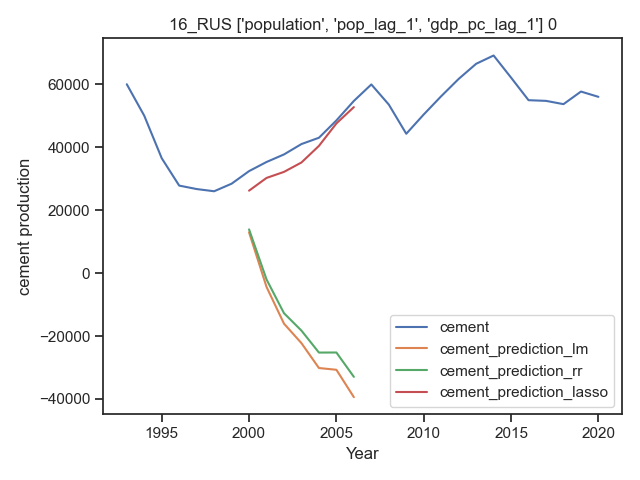 16_RUS ['population', 'pop_lag_1', 'gdp_pc_lag_1'] 0
cement production
60000
40000
20000
0
−20000
−40000
cement
cement_prediction_lm
cement_prediction_rr
cement_prediction_lasso
1995
2000
2005
2010
2015
2020
Year